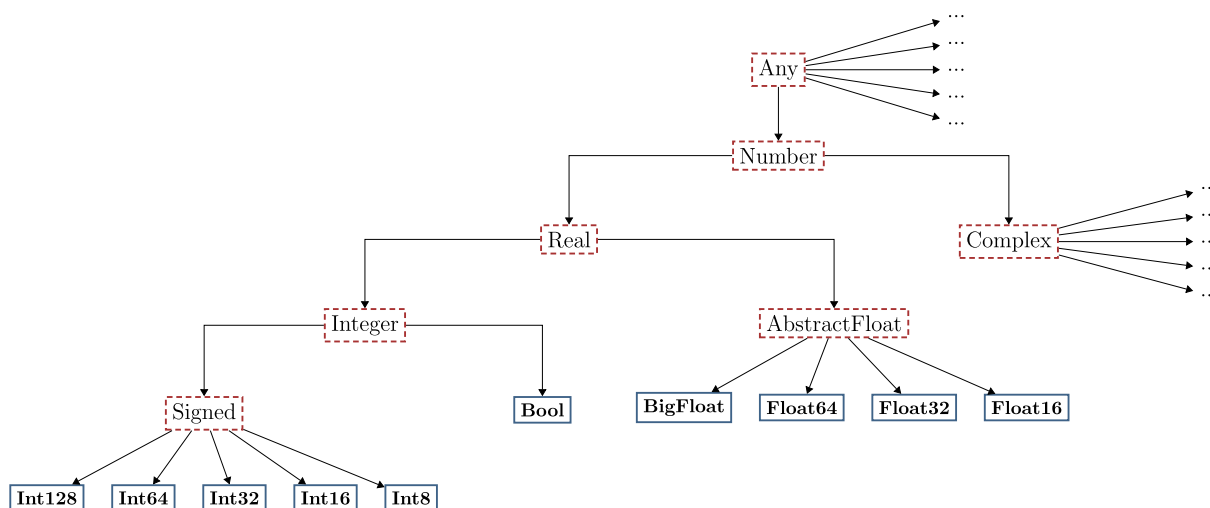 ...
...
Any
...
...
...
Number
...
...
Real
Complex
...
...
...
Integer
AbstractFloat
BigFloat
Float64
Float32
Float16
Signed
Bool
Int128
Int64
Int32
Int16
Int8